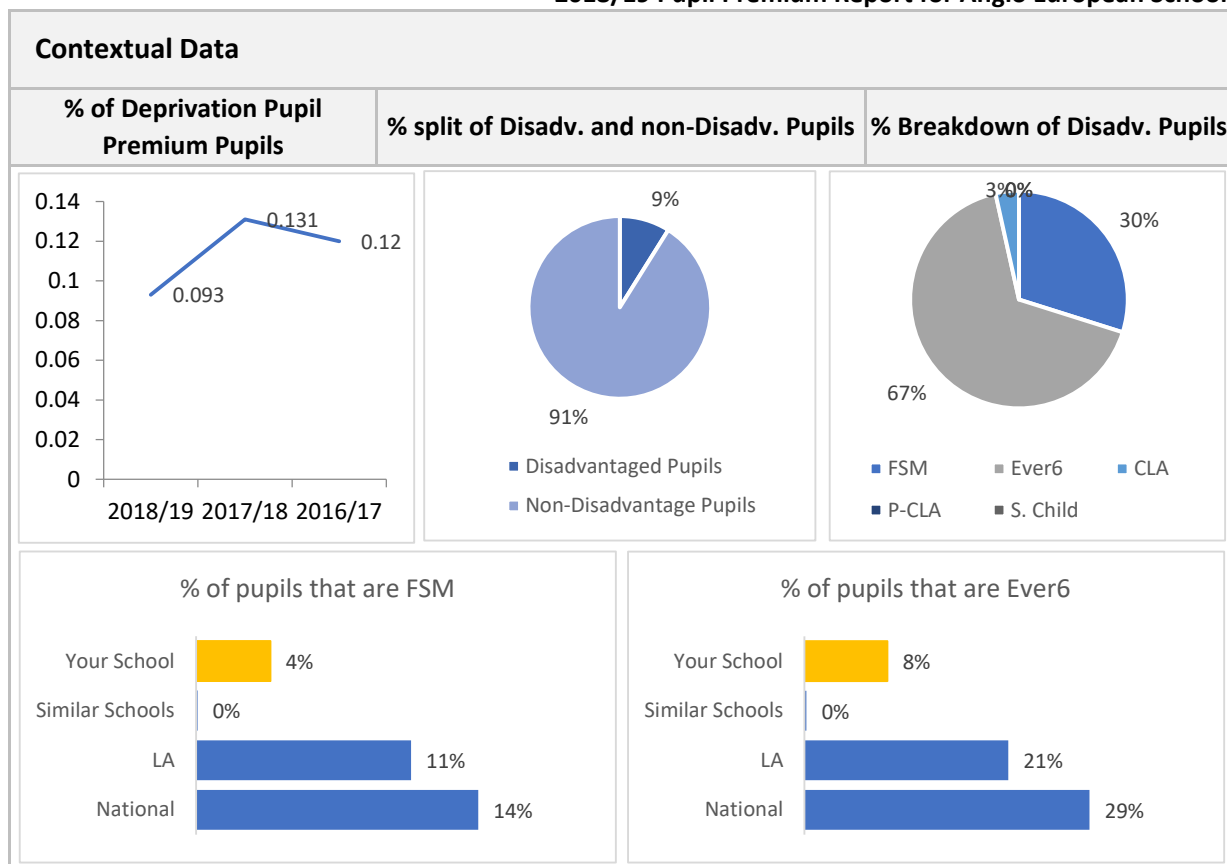 Contextual Data
% of Deprivation Pupil
Premium Pupils
% split of Disadv. and non-Disadv. Pupils
% Breakdown of Disadv. Pupils
0.14
0.12
0.1
0.08
0.06
0.04
0.02
0
0.093
0.131
0.12
2018/19 2017/18 2016/17
9%
91%
Disadvantaged Pupils
Non-Disadvantage Pupils
3% 0% 0%
30%
67%
FSM Ever6 CLA
P-CLA S. Child
% of pupils that are FSM
Your School 4%
Similar Schools 0%
LA 11%
National 14%
% of pupils that are Ever6
Your School 8%
Similar Schools 0%
LA 21%
National 29%